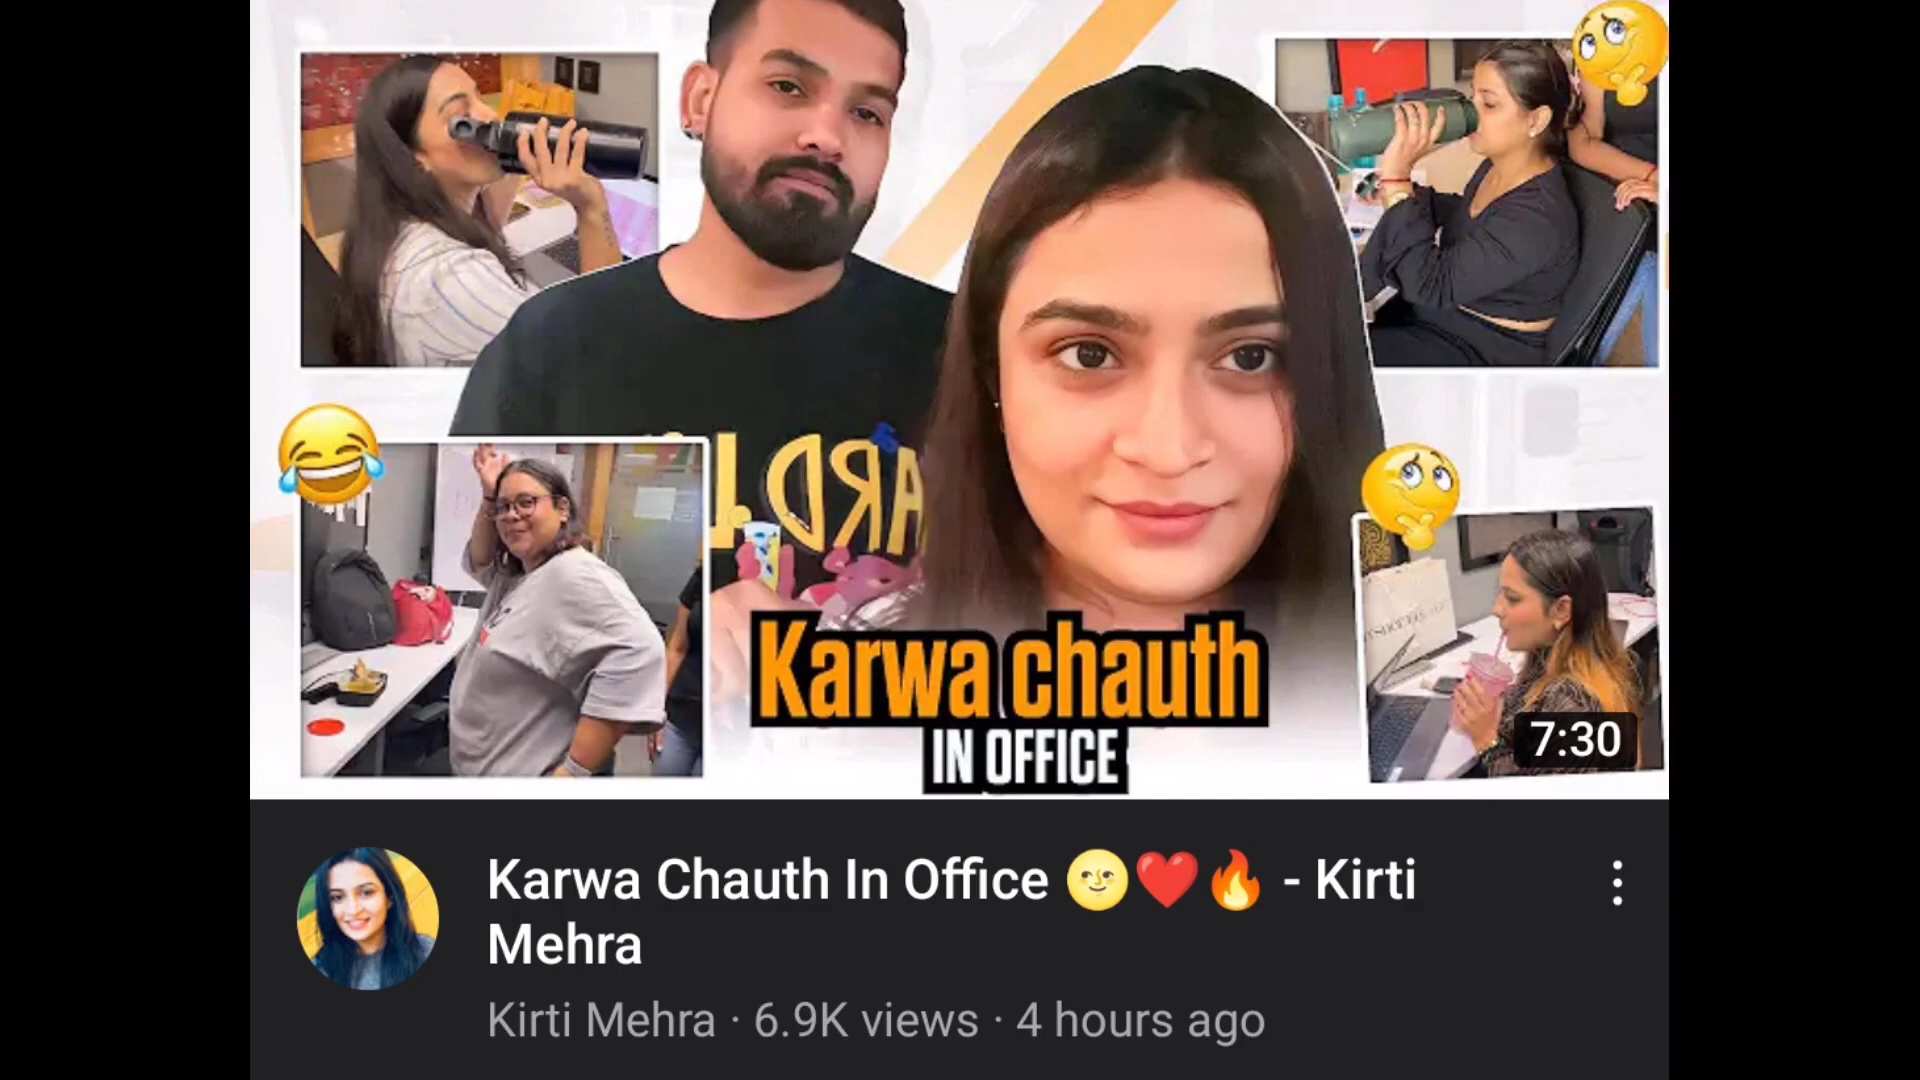 Karwa chauth
IN OFFICE
7:30
Karwa Chauth In Office 🌝❤️🔥 - Kirti
Mehra
Kirti Mehra · 6.9K views · 4 hours ago